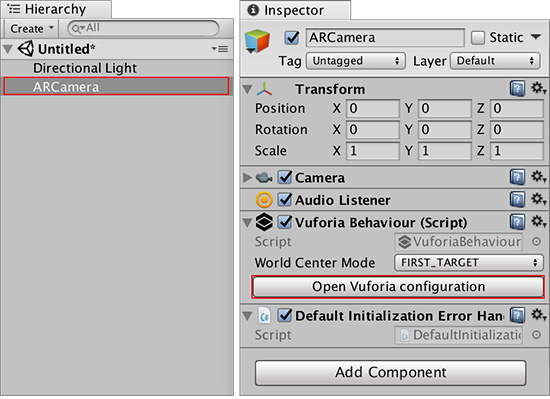 Hierarchy
Create All
Untitled*
Directional Light
ARCamera
Inspector
ARCamera Static
Tag Untagged Layer Default
Transform
Position X 0 Y 0 Z 0
Rotation X 0 Y 0 Z 0
Scale X 1 Y 1 Z 1
Camera
Audio Listener
Vuforia Behaviour (Script)
Script VuforiaBehaviour
World Center Mode FIRST_TARGET
Open Vuforia configuration
C# Default Initialization Error Han
Script DefaultInitializatio
Add Component